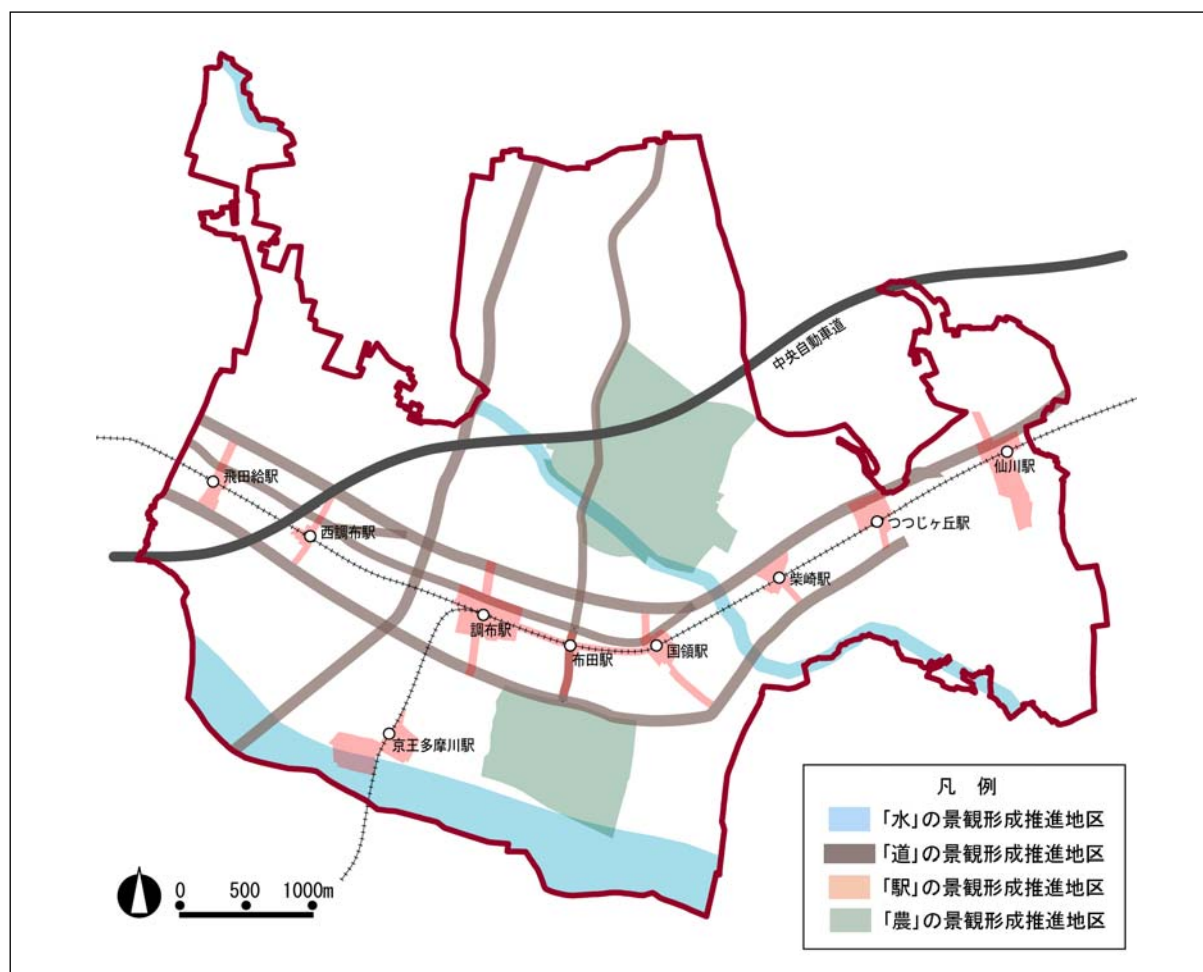 中央自動車道
仙川駅
飛田給駅
つつじヶ丘駅
西調布駅
柴崎駅
調布駅
布田駅
国領駅
京王多摩川駅
凡 例
「水」の景観形成推進地区
「道」の景観形成推進地区
「駅」の景観形成推進地区
「農」の景観形成推進地区
0 500 1000m